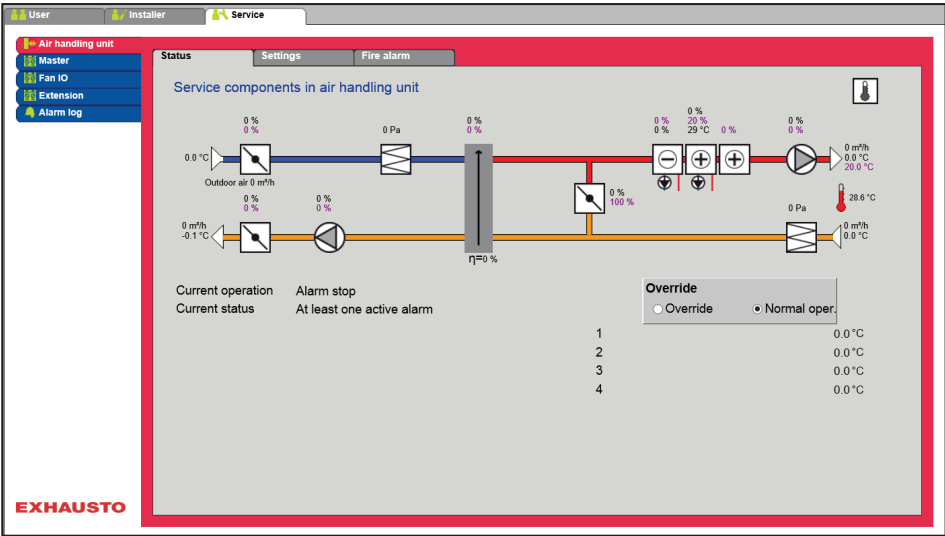 User Installer Service
Air handling unit
Master
Fan IO
Extension
Alarm log
Status Settings Fire alarm
Service components in air handling unit
0 %
0 %
0 Pa
0 %
0 %
0 %
0 %
0 %
20 %
29 °C
0 %
0 %
0 %
0.0 °C
Outdoor air 0 m³/h
0 m³/h
0.0 °C
20.0 °C
0 %
0 %
0 %
0 %
0 %
100 %
28.6 °C
0 Pa
0 m³/h
-0.1 °C
0 m³/h
0.0 °C
η=0 %
Current operation Alarm stop
Current status At least one active alarm
Override
Override Normal oper.
1 0.0 °C
2 0.0 °C
3 0.0 °C
4 0.0 °C
EXHAUSTO